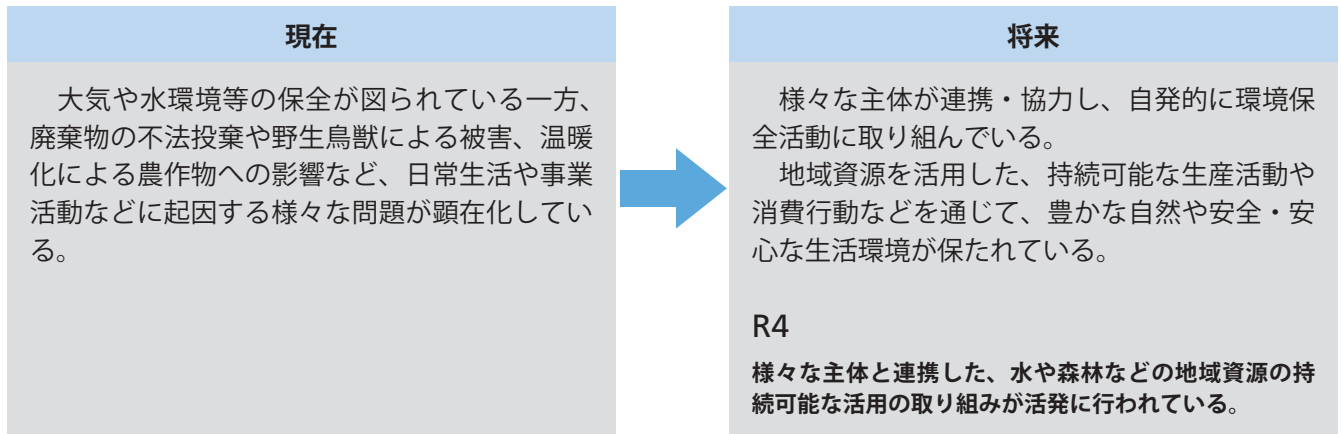 現在
　大気や水環境等の保全が図られている一方、
廃棄物の不法投棄や野生鳥獣による被害、温暖
化による農作物への影響など、日常生活や事業
活動などに起因する様々な問題が顕在化してい
る。
将来
　様々な主体が連携・協力し、自発的に環境保
全活動に取り組んでいる。
　地域資源を活用した、持続可能な生産活動や
消費行動などを通じて、豊かな自然や安全・安
心な生活環境が保たれている。
R4
様々な主体と連携した、水や森林などの地域資源の持
続可能な活用の取り組みが活発に行われている。